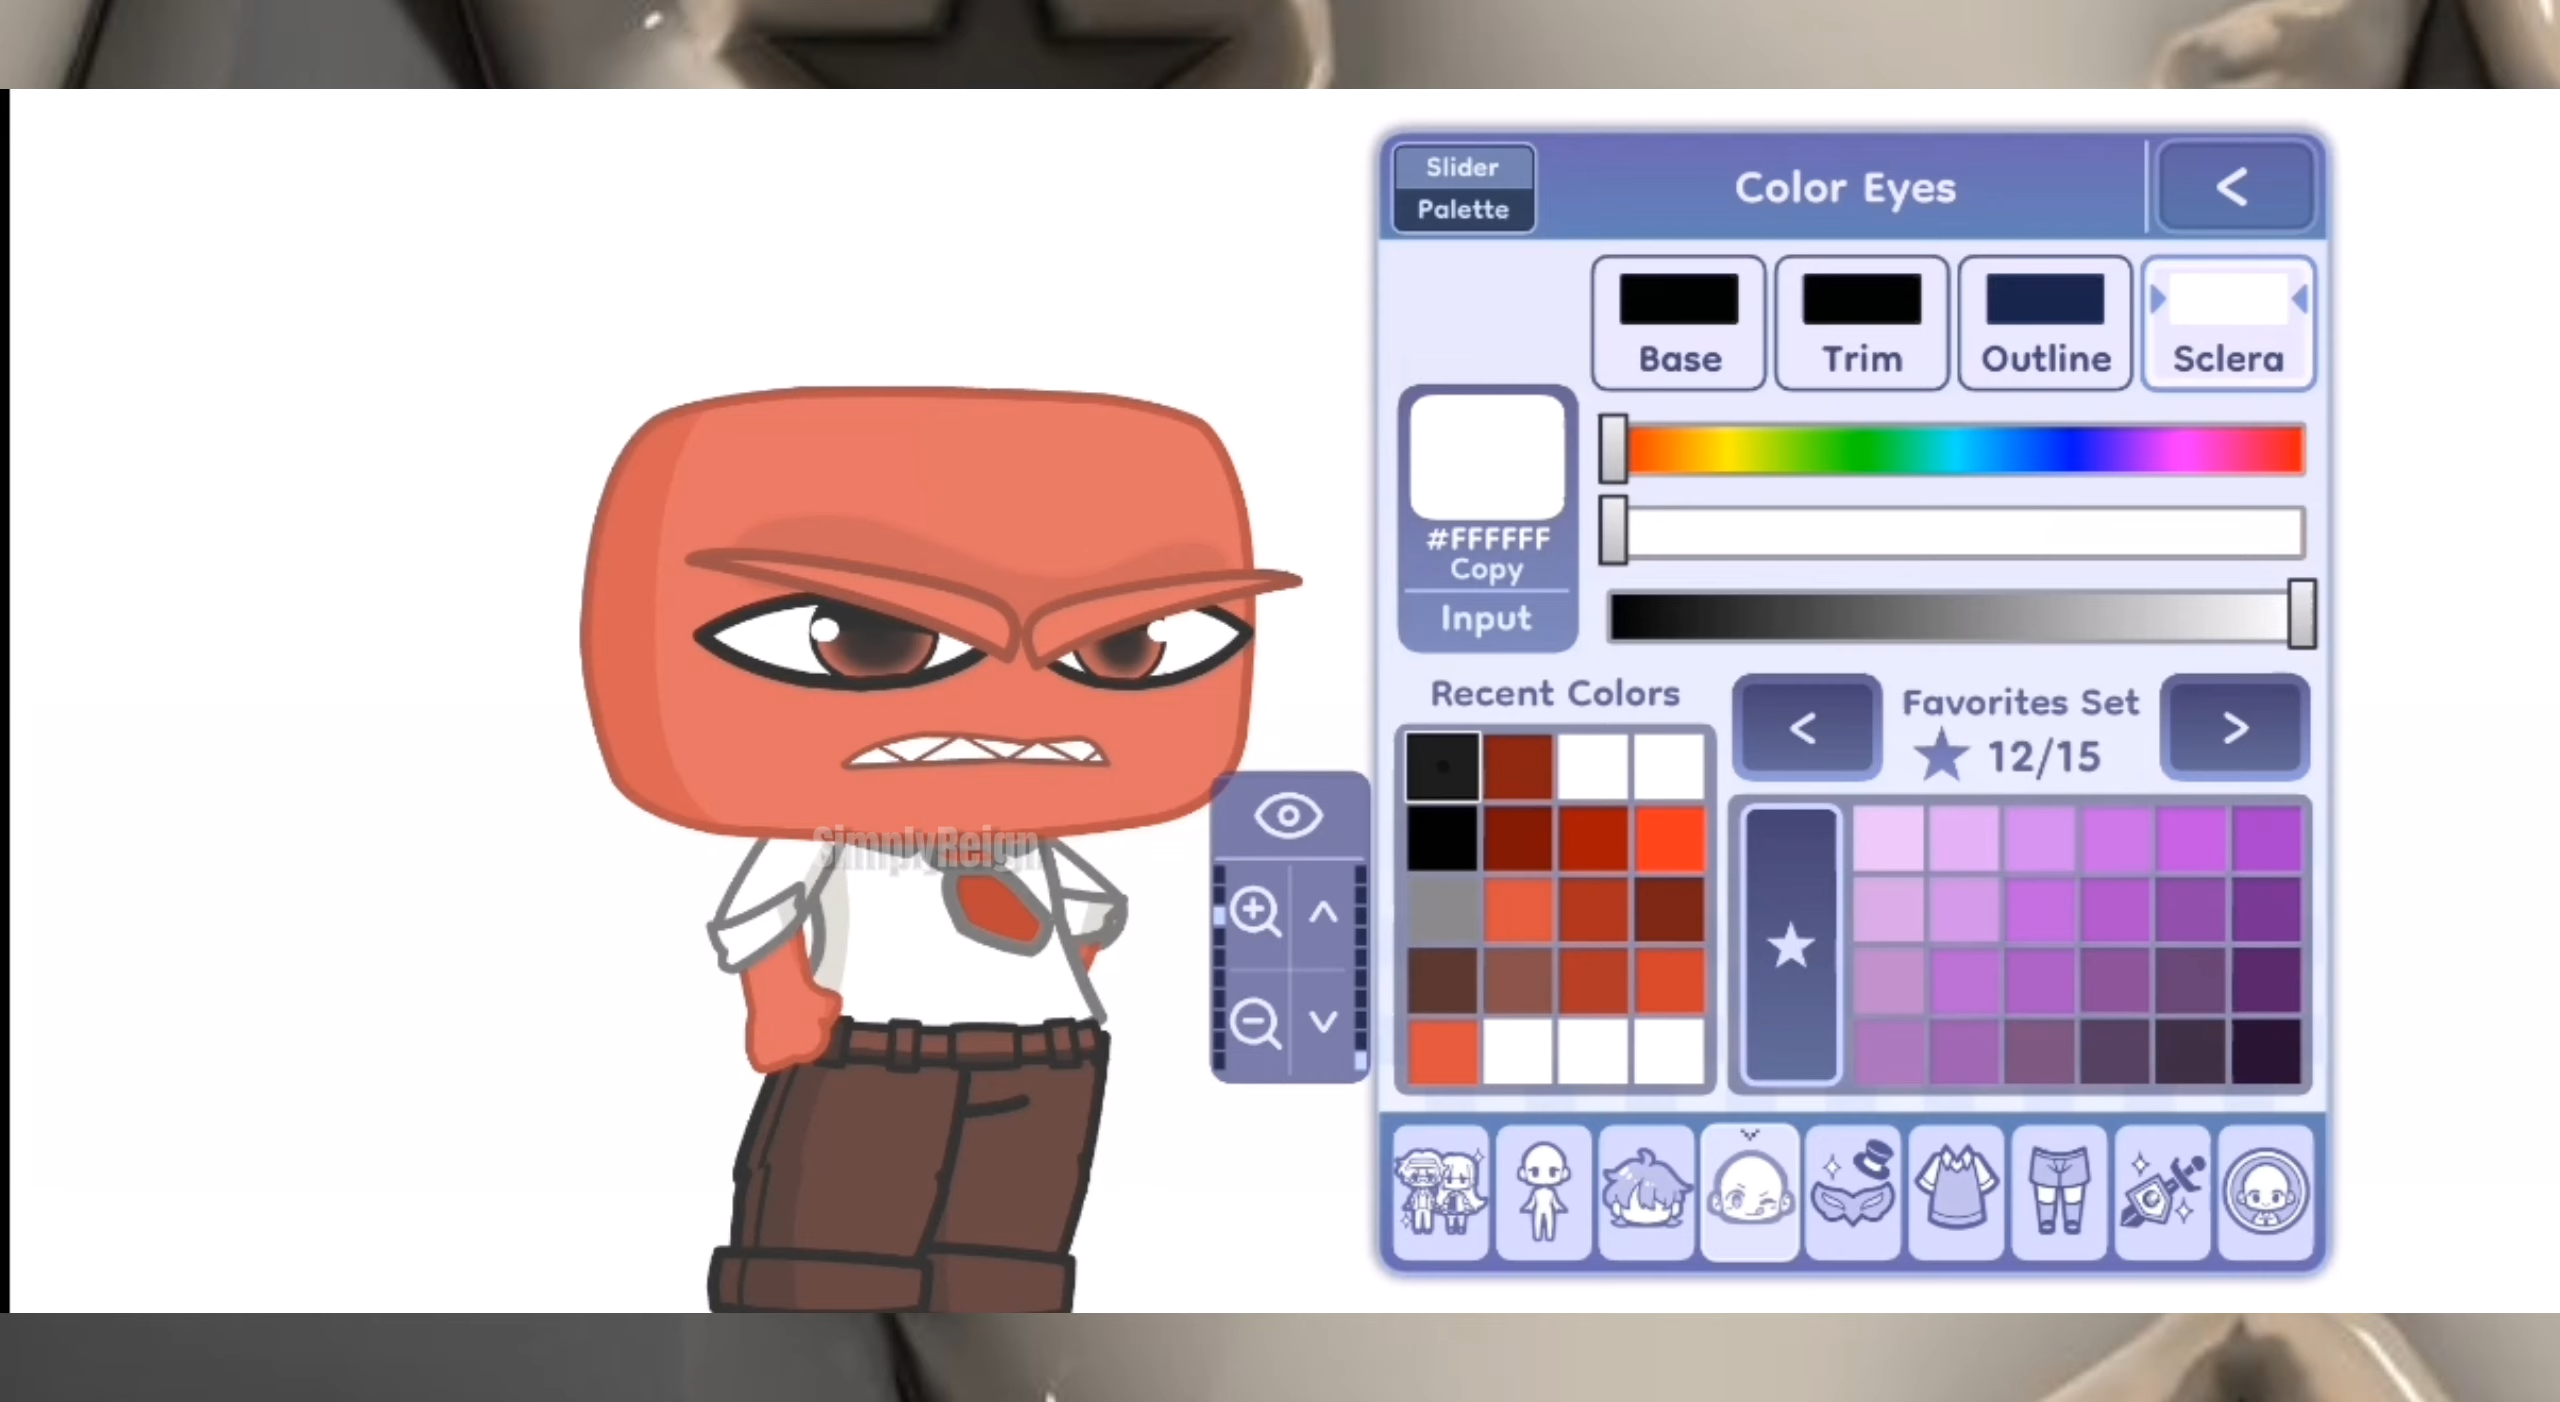 Slider
Palette
Color Eyes
<
Base
Trim
Outline
Sclera
#FFFFFF
Copy
Input
Recent Colors
<
Favorites Set
12/15
>
SimplyReign